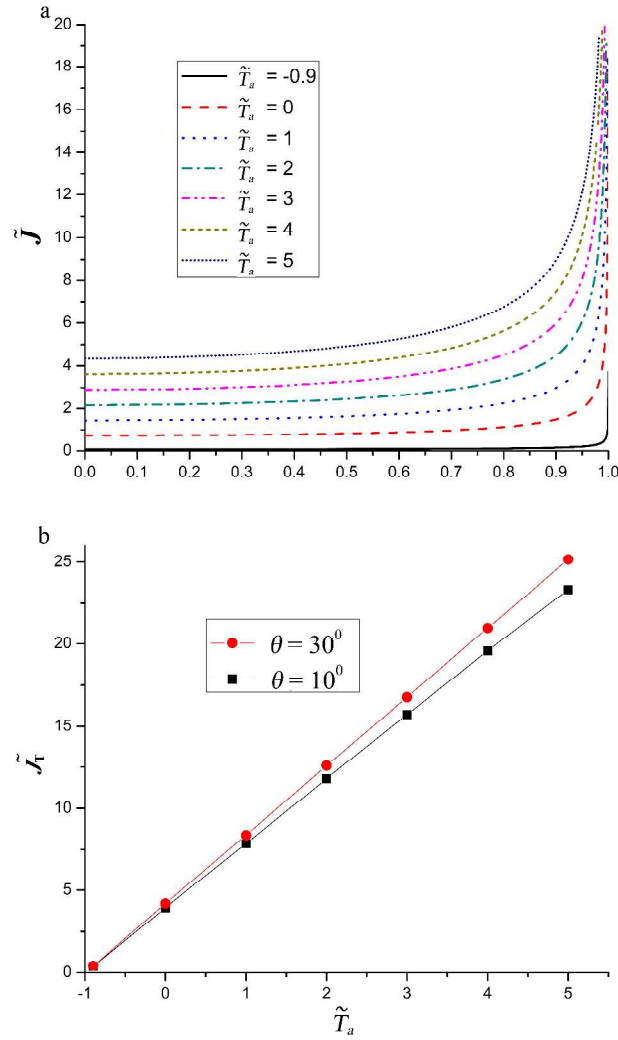 a
20
18
16
14
12
10
8
6
4
2
0
J̃
T̃a = -0.9
T̃a = 0
T̃a = 1
T̃a = 2
T̃a = 3
T̃a = 4
T̃a = 5
0.0 0.1 0.2 0.3 0.4 0.5 0.6 0.7 0.8 0.9 1.0
b
25
20
15
10
5
0
J̃T
θ = 30⁰
θ = 10⁰
-1 0 1 2 3 4 5
T̃a